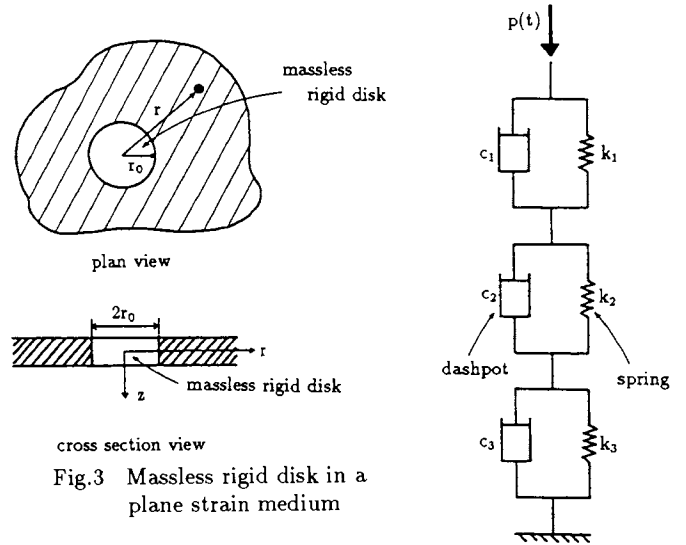 massless
rigid disk
r
r₀
plan view
2r₀
r
massless rigid disk
z
cross section view
Fig.3 Massless rigid disk in a
plane strain medium
p(t)
c₁
k₁
c₂
k₂
dashpot
spring
c₃
k₃